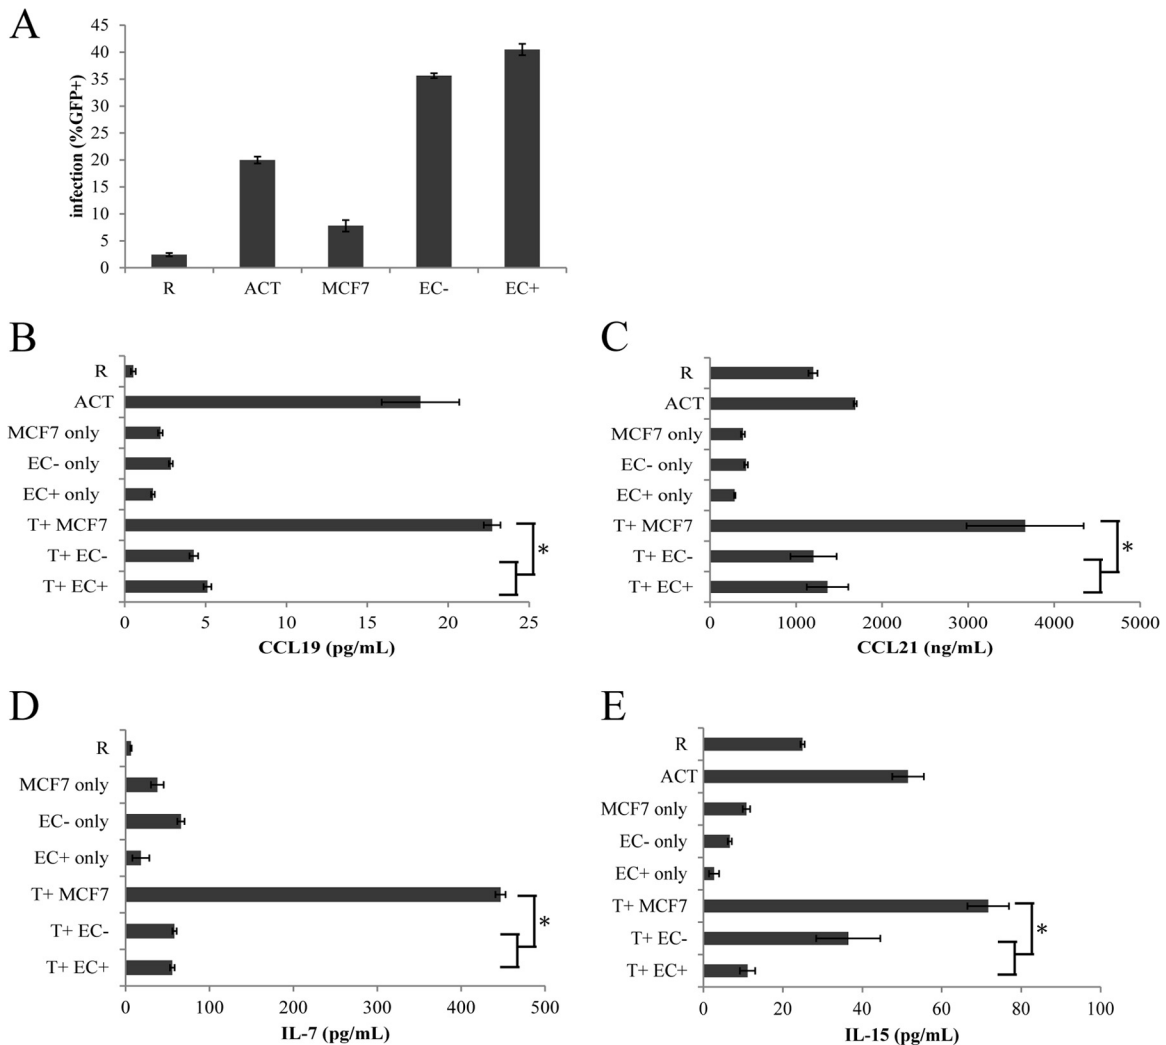 A
45
40
35
30
25
20
15
10
5
0
infection (%GFP+)
R ACT MCF7 EC- EC+
B
R
ACT
MCF7 only
EC- only
EC+ only
T+ MCF7
T+ EC-
T+ EC+
*
0 5 10 15 20 25
CCL19 (pg/mL)
C
R
ACT
MCF7 only
EC- only
EC+ only
T+ MCF7
T+ EC-
T+ EC+
*
0 1000 2000 3000 4000 5000
CCL21 (ng/mL)
D
R
MCF7 only
EC- only
EC+ only
T+ MCF7
T+ EC-
T+ EC+
*
0 100 200 300 400 500
IL-7 (pg/mL)
E
R
ACT
MCF7 only
EC- only
EC+ only
T+ MCF7
T+ EC-
T+ EC+
*
0 20 40 60 80 100
IL-15 (pg/mL)